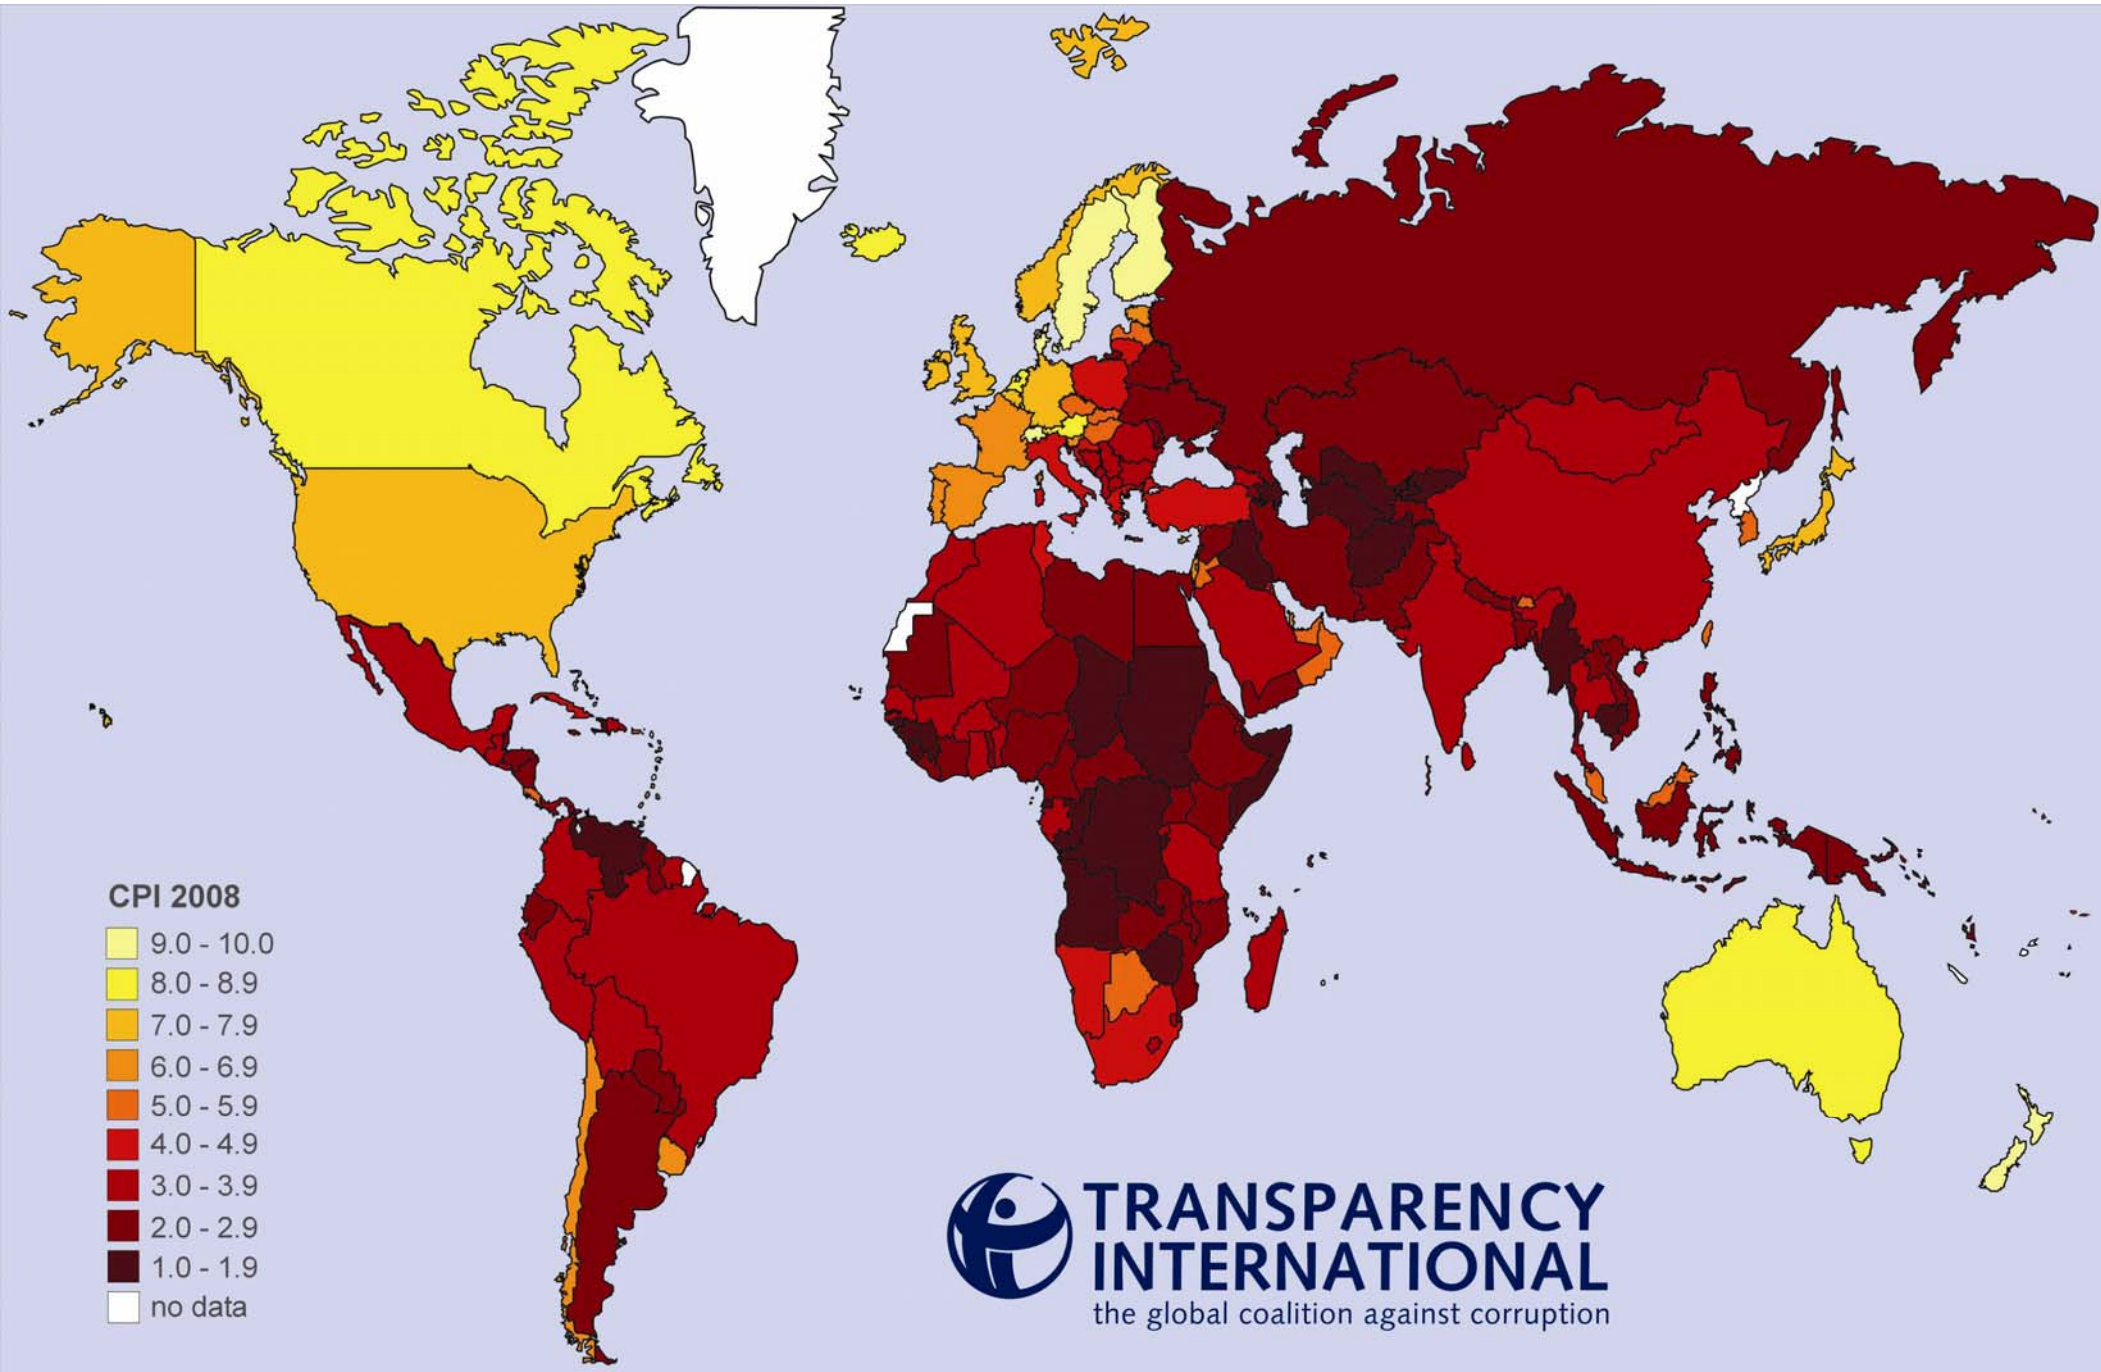 CPI 2008
9.0 - 10.0
8.0 - 8.9
7.0 - 7.9
6.0 - 6.9
5.0 - 5.9
4.0 - 4.9
3.0 - 3.9
2.0 - 2.9
1.0 - 1.9
no data
TRANSPARENCY
INTERNATIONAL
the global coalition against corruption